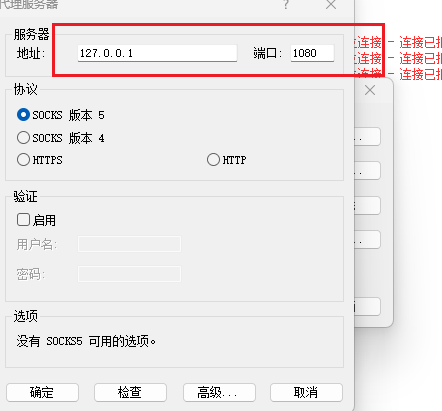 代理服务器
服务器
地址: 127.0.0.1 端口: 1080
连接 - 连接已
连接 - 连接已
连接 - 连接已
协议
SOCKS 版本 5
SOCKS 版本 4
HTTPS HTTP
验证
启用
用户名:
密码:
选项
没有 SOCKS5 可用的选项。
确定 检查 高级... 取消